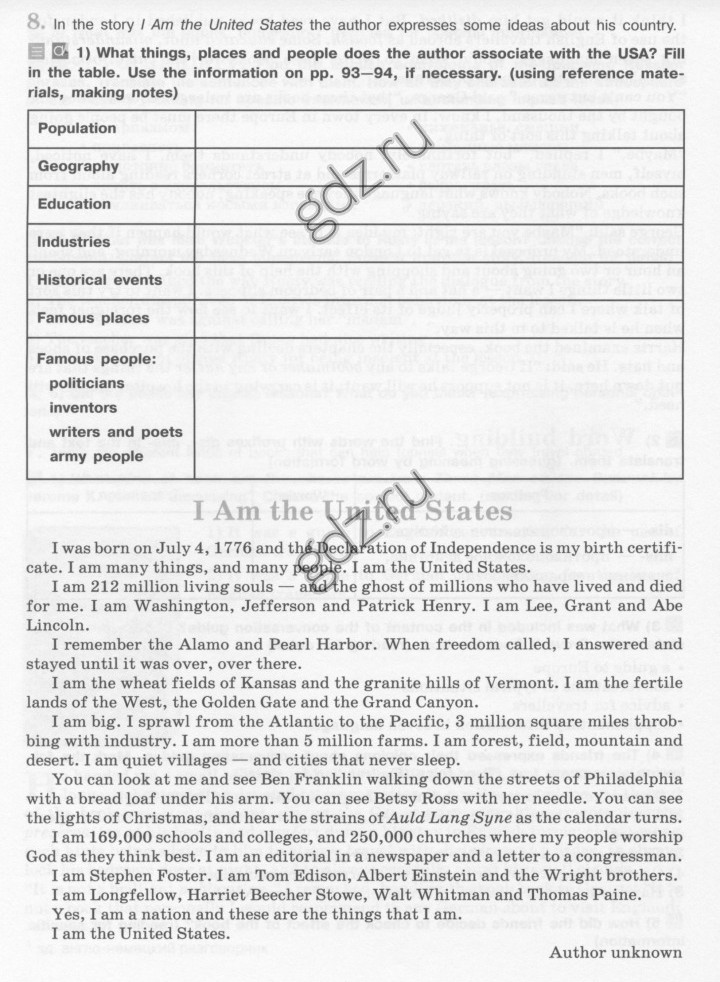 8. In the story I Am the United States the author expresses some ideas about his country.
1) What things, places and people does the author associate with the USA? Fill
in the table. Use the information on pp. 93—94, if necessary. (using reference mate-
rials, making notes)
Population
Geography
Education
Industries
Historical events
Famous places
Famous people:
politicians
inventors
writers and poets
army people
gdz.ru
gdz.ru
I Am the United States
I was born on July 4, 1776 and the Declaration of Independence is my birth certifi-
cate. I am many things, and many people. I am the United States.
I am 212 million living souls — and the ghost of millions who have lived and died
for me. I am Washington, Jefferson and Patrick Henry. I am Lee, Grant and Abe
Lincoln.
I remember the Alamo and Pearl Harbor. When freedom called, I answered and
stayed until it was over, over there.
I am the wheat fields of Kansas and the granite hills of Vermont. I am the fertile
lands of the West, the Golden Gate and the Grand Canyon.
I am big. I sprawl from the Atlantic to the Pacific, 3 million square miles throb-
bing with industry. I am more than 5 million farms. I am forest, field, mountain and
desert. I am quiet villages — and cities that never sleep.
You can look at me and see Ben Franklin walking down the streets of Philadelphia
with a bread loaf under his arm. You can see Betsy Ross with her needle. You can see
the lights of Christmas, and hear the strains of Auld Lang Syne as the calendar turns.
I am 169,000 schools and colleges, and 250,000 churches where my people worship
God as they think best. I am an editorial in a newspaper and a letter to a congressman.
I am Stephen Foster. I am Tom Edison, Albert Einstein and the Wright brothers.
I am Longfellow, Harriet Beecher Stowe, Walt Whitman and Thomas Paine.
Yes, I am a nation and these are the things that I am.
I am the United States.
Author unknown